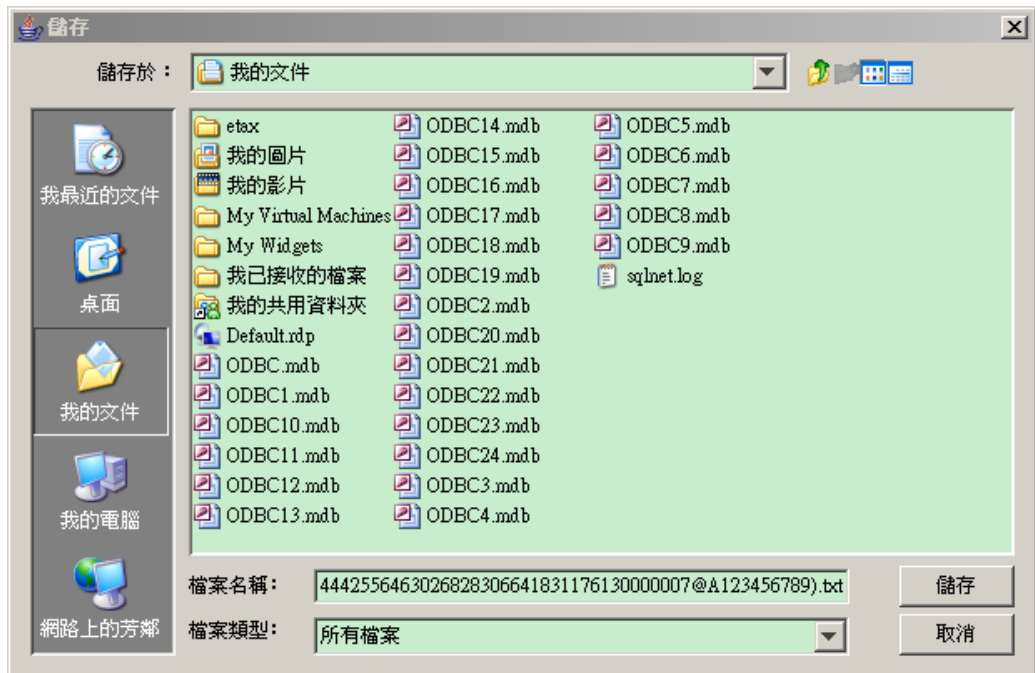 儲存
儲存於：
我的文件
我最近的文件
桌面
我的文件
我的電腦
網路上的芳鄰
etax
我的圖片
我的影片
My Virtual Machines
My Widgets
我已接收的檔案
我的共用資料夾
Default.rdp
ODBC.mdb
ODBC1.mdb
ODBC10.mdb
ODBC11.mdb
ODBC12.mdb
ODBC13.mdb
ODBC14.mdb
ODBC15.mdb
ODBC16.mdb
ODBC17.mdb
ODBC18.mdb
ODBC19.mdb
ODBC2.mdb
ODBC20.mdb
ODBC21.mdb
ODBC22.mdb
ODBC23.mdb
ODBC24.mdb
ODBC3.mdb
ODBC4.mdb
ODBC5.mdb
ODBC6.mdb
ODBC7.mdb
ODBC8.mdb
ODBC9.mdb
sqlnet.log
檔案名稱： 4442556463026828306641831176130000007@A123456789).txt 儲存
檔案類型： 所有檔案 取消